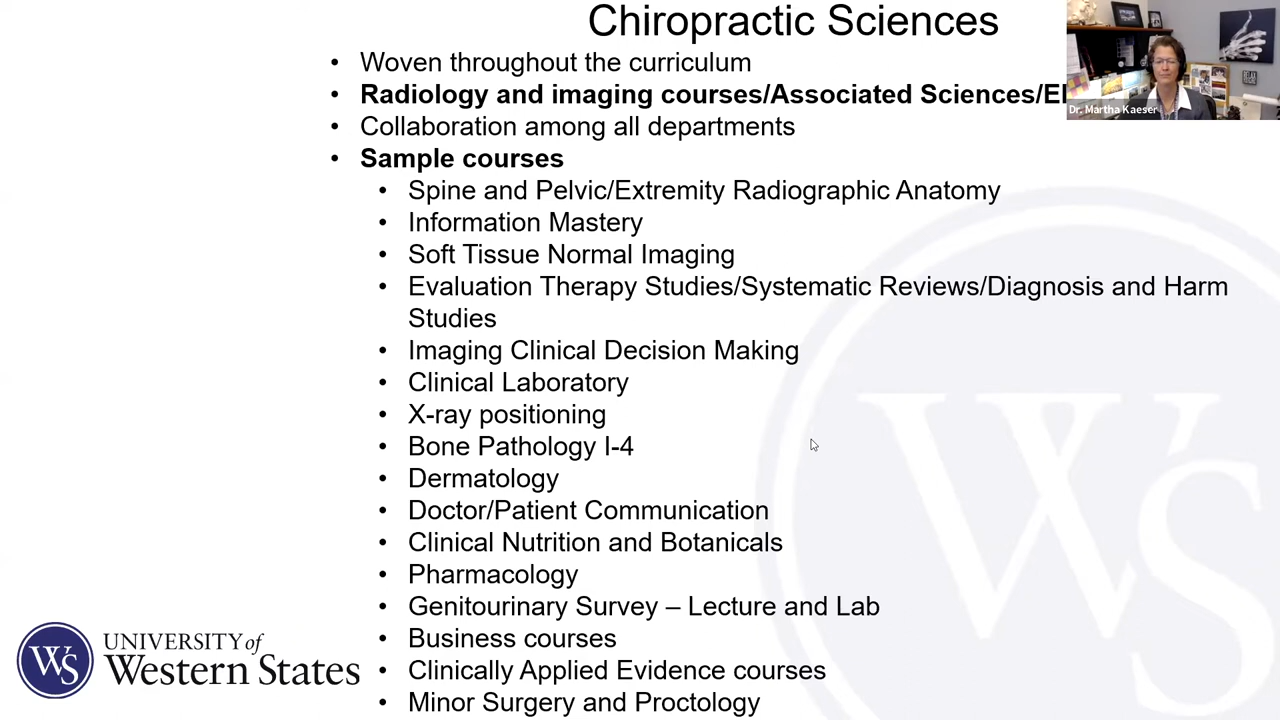 Chiropractic Sciences
• Woven throughout the curriculum
• Radiology and imaging courses/Associated Sciences/
• Collaboration among all departments
• Sample courses
• Spine and Pelvic/Extremity Radiographic Anatomy
• Information Mastery
• Soft Tissue Normal Imaging
• Evaluation Therapy Studies/Systematic Reviews/Diagnosis and Harm
Studies
• Imaging Clinical Decision Making
• Clinical Laboratory
• X-ray positioning
• Bone Pathology I-4
• Dermatology
• Doctor/Patient Communication
• Clinical Nutrition and Botanicals
• Pharmacology
• Genitourinary Survey – Lecture and Lab
• Business courses
• Clinically Applied Evidence courses
• Minor Surgery and Proctology
Dr. Martha Kaeser
WS
UNIVERSITY of
Western States
WS